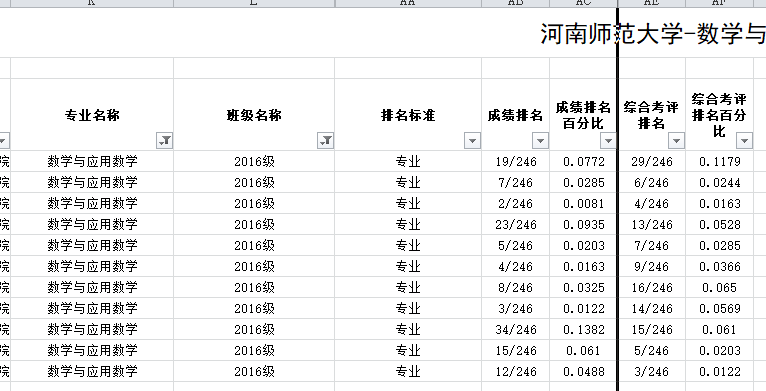 K L AA AB AC AE AF
河南师范大学-数学与
专业名称 班级名称 排名标准 成绩排名 成绩排名百分比 综合考评排名 综合考评排名百分比
院 数学与应用数学 2016级 专业 19/246 0.0772 29/246 0.1179
院 数学与应用数学 2016级 专业 7/246 0.0285 6/246 0.0244
院 数学与应用数学 2016级 专业 2/246 0.0081 4/246 0.0163
院 数学与应用数学 2016级 专业 23/246 0.0935 13/246 0.0528
院 数学与应用数学 2016级 专业 5/246 0.0203 7/246 0.0285
院 数学与应用数学 2016级 专业 4/246 0.0163 9/246 0.0366
院 数学与应用数学 2016级 专业 8/246 0.0325 16/246 0.065
院 数学与应用数学 2016级 专业 3/246 0.0122 14/246 0.0569
院 数学与应用数学 2016级 专业 34/246 0.1382 15/246 0.061
院 数学与应用数学 2016级 专业 15/246 0.061 5/246 0.0203
院 数学与应用数学 2016级 专业 12/246 0.0488 3/246 0.0122